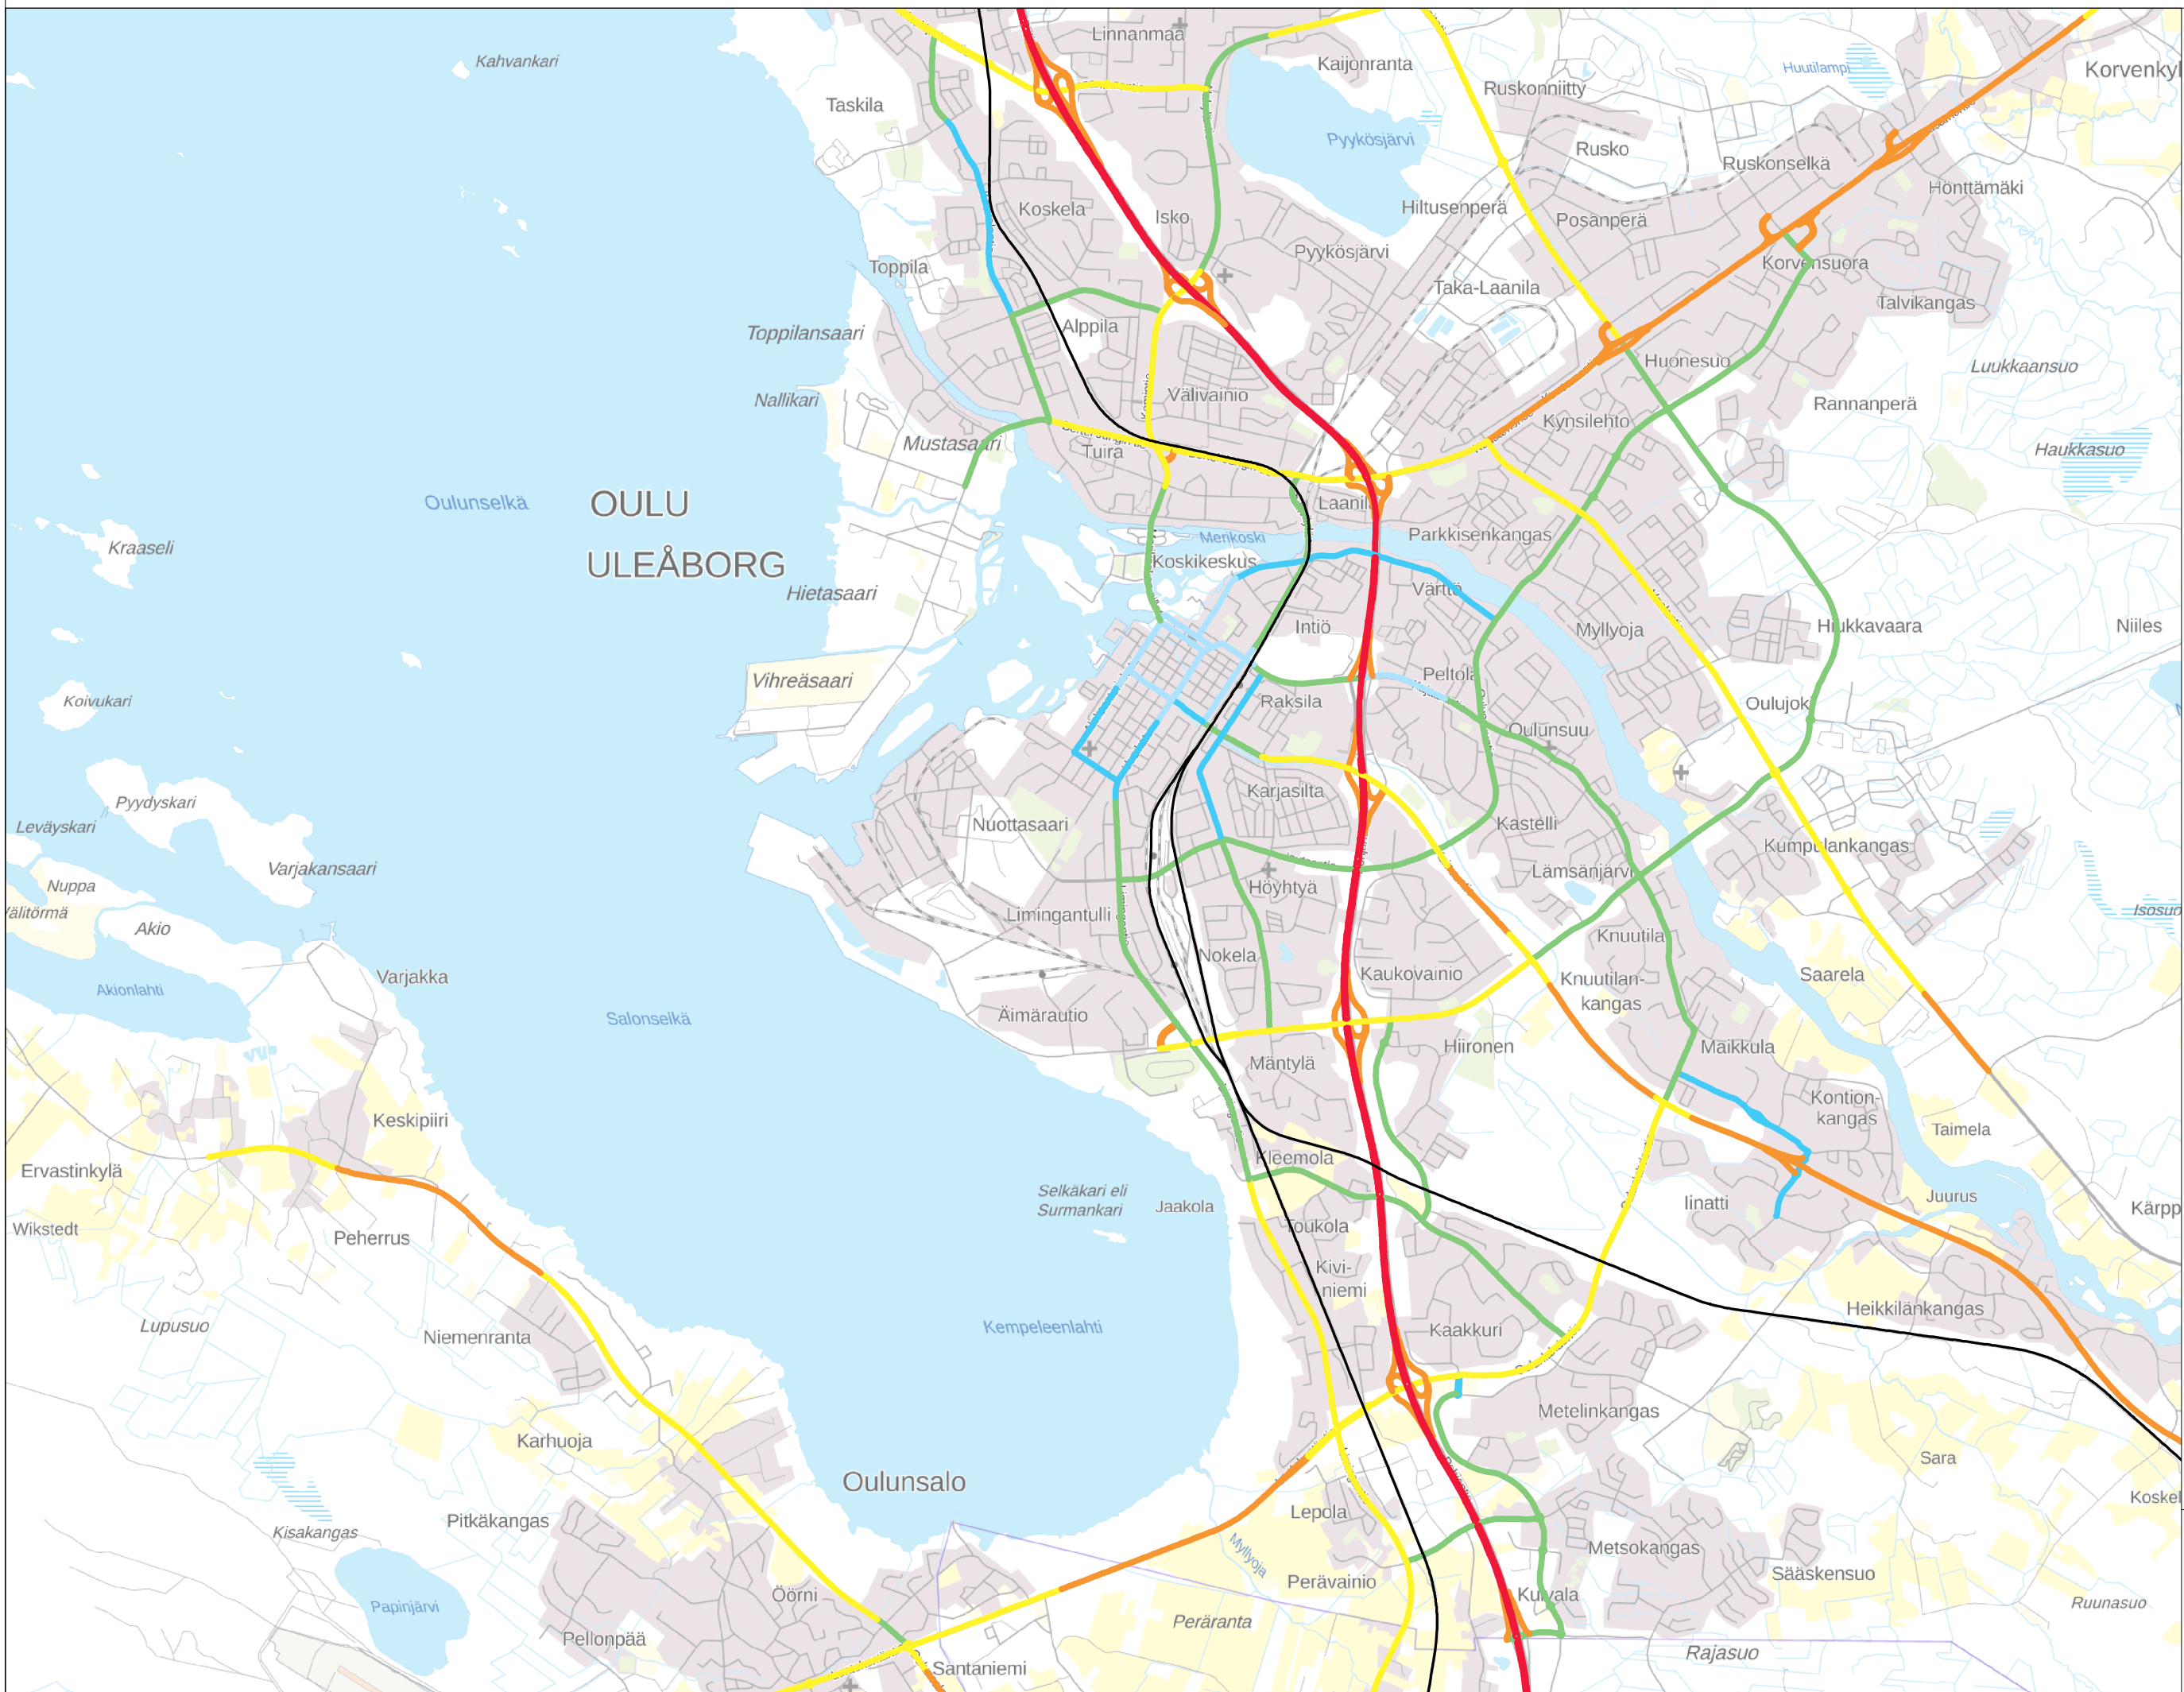 Linnanmaa
Kahvankari
Kaijonranta
Huutilampi
Korvenkyl
Ruskonniitty
Taskila
Pyykösjärvi
Rusko
Ruskonselkä
Hönttämäki
Koskela
Isko
Hiltusenperä
Posanperä
Pyykösjärvi
Toppila
Korvensuora
Taka-Laanila
Talvikangas
Toppilansaari
Alppila
Huonesuo
Luukkaansuo
Nallikari
Välivainio
Rannanperä
Kynsilehto
Mustasaari
Tuira
Haukkasuo
Oulunselkä
OULU
Laanila
Kraaseli
Merikoski
Parkkisenkangas
ULEÅBORG
Koskikeskus
Hietasaari
Värttö
Intiö
Myllyoja
Hiukkavaara
Niiles
Vihreäsaari
Peltola
Koivukari
Raksila
Oulujoki
Oulunsuu
Pyydyskari
Karjasilta
Leväyskari
Nuottasaari
Kastelli
Kumpulankangas
Varjakansaari
Nuppa
Höyhtyä
Lämsänjärvi
Välitörmä
Akio
Limingantulli
Isosuo
Knuutila
Nokela
Varjakka
Kaukovainio
Saarela
Akionlahti
Knuutilan-
kangas
Salonselkä
Äimärautio
Hiironen
Maikkula
Mäntylä
Keskipiiri
Kontion-
kangas
Taimela
Ervastinkylä
Kleemola
Selkäkari eli
Surmankari
Jaakola
Iinatti
Juurus
Kärpp
Wikstedt
Peherrus
Toukola
Kivi-
niemi
Lupusuo
Niemenranta
Kempeleenlahti
Kaakkuri
Heikkilänkangas
Karhuoja
Metelinkangas
Sara
Oulunsalo
Koskel
Pitkäkangas
Kisakangas
Lepola
Myllyoja
Metsokangas
Sääskensuo
Perävainio
Öörni
Kuivala
Papinjärvi
Peräranta
Ruunasuo
Pellonpää
Santaniemi
Rajasuo